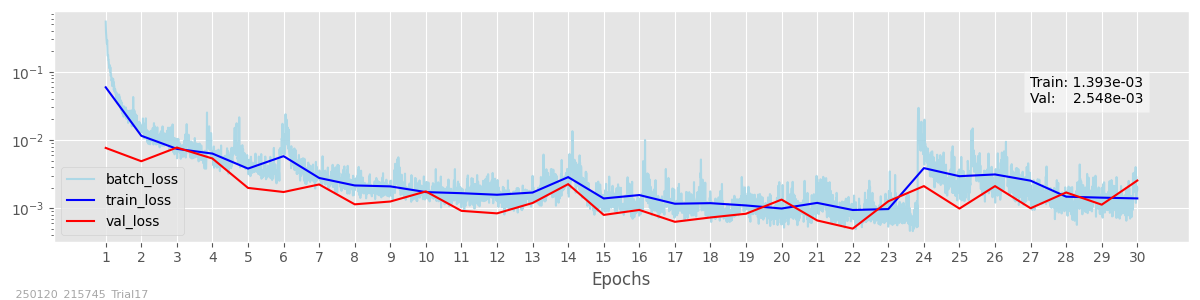 10⁻¹
10⁻²
10⁻³
Train: 1.393e-03
Val: 2.548e-03
batch_loss
train_loss
val_loss
1 2 3 4 5 6 7 8 9 10 11 12 13 14 15 16 17 18 19 20 21 22 23 24 25 26 27 28 29 30
Epochs
250120_215745_Trial17